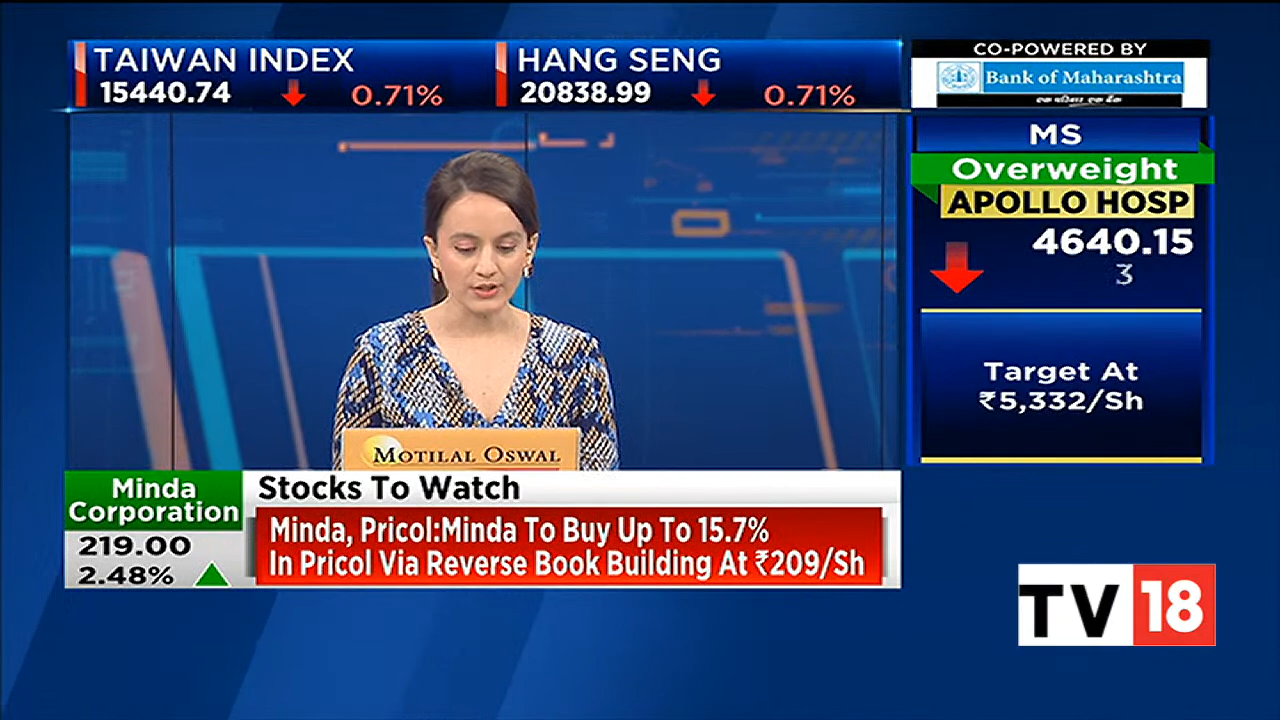 TAIWAN INDEX
15440.74 0.71%
HANG SENG
20838.99 0.71%
CO-POWERED BY
Bank of Maharashtra
एक परिवार एक बैंक
MS
Overweight
APOLLO HOSP
4640.15
3
Target At
₹5,332/Sh
MOTILAL OSWAL
Minda
Corporation
219.00
2.48%
Stocks To Watch
Minda, Pricol:Minda To Buy Up To 15.7%
In Pricol Via Reverse Book Building At ₹209/Sh
TV18